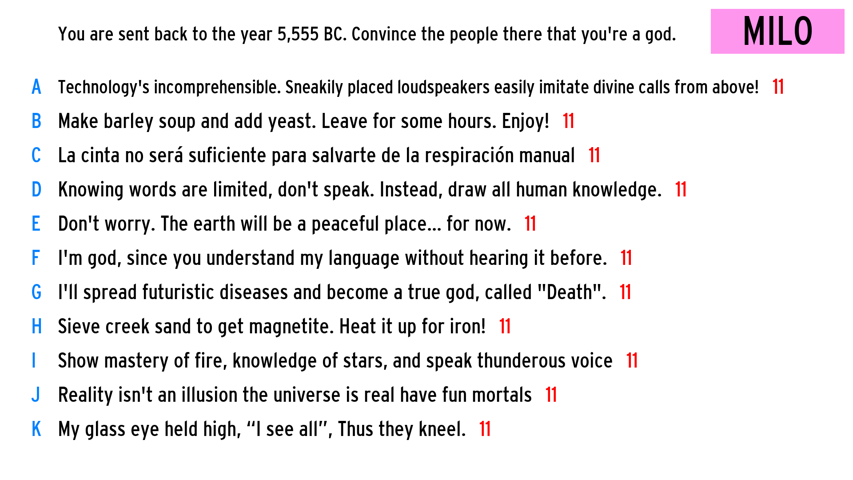 You are sent back to the year 5,555 BC. Convince the people there that you're a god.
MILO
A Technology's incomprehensible. Sneakily placed loudspeakers easily imitate divine calls from above! 11
B Make barley soup and add yeast. Leave for some hours. Enjoy! 11
C La cinta no será suficiente para salvarte de la respiración manual 11
D Knowing words are limited, don't speak. Instead, draw all human knowledge. 11
E Don't worry. The earth will be a peaceful place... for now. 11
F I'm god, since you understand my language without hearing it before. 11
G I'll spread futuristic diseases and become a true god, called "Death". 11
H Sieve creek sand to get magnetite. Heat it up for iron! 11
I Show mastery of fire, knowledge of stars, and speak thunderous voice 11
J Reality isn't an illusion the universe is real have fun mortals 11
K My glass eye held high, “I see all”, Thus they kneel. 11